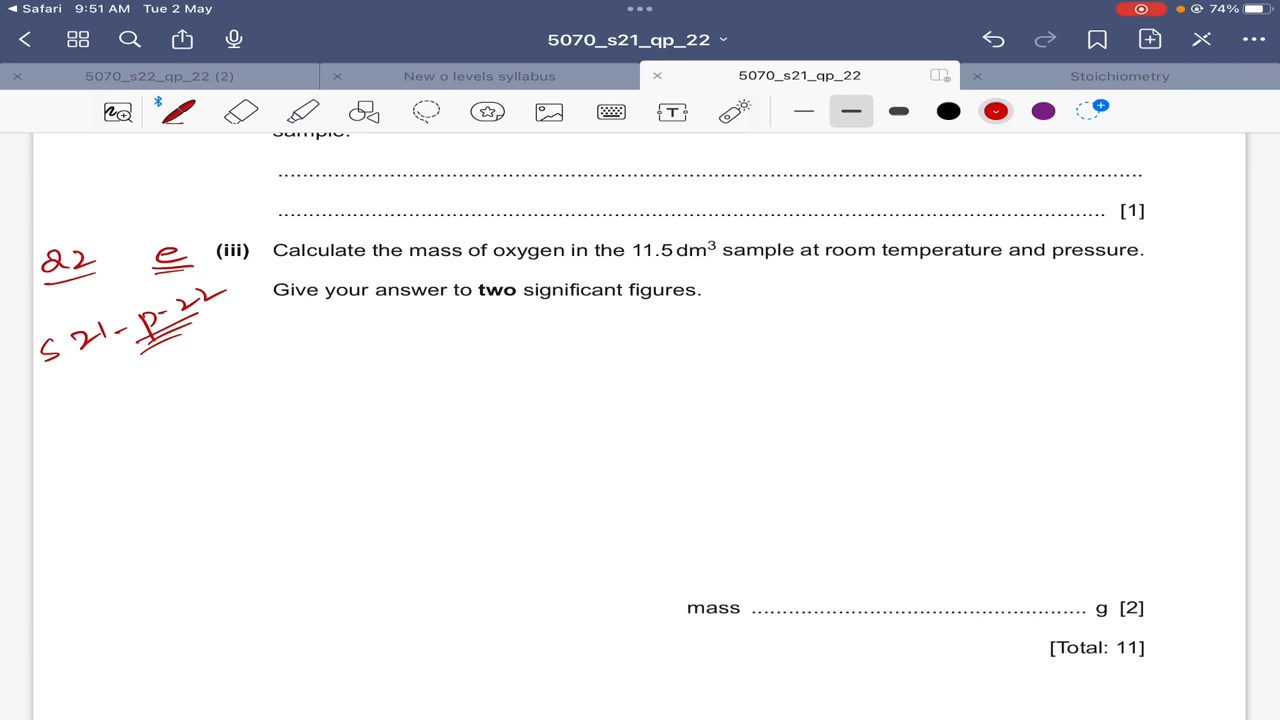 Safari 9:51 AM Tue 2 May 74%
5070_s21_qp_22
5070_s22_qp_22 (2) New o levels syllabus 5070_s21_qp_22 Stoichiometry
sample.
[1]
(iii) Calculate the mass of oxygen in the 11.5 dm³ sample at room temperature and pressure.
Give your answer to two significant figures.
Q2 e
s 21 - p - 22
mass ...................................................... g [2]
[Total: 11]